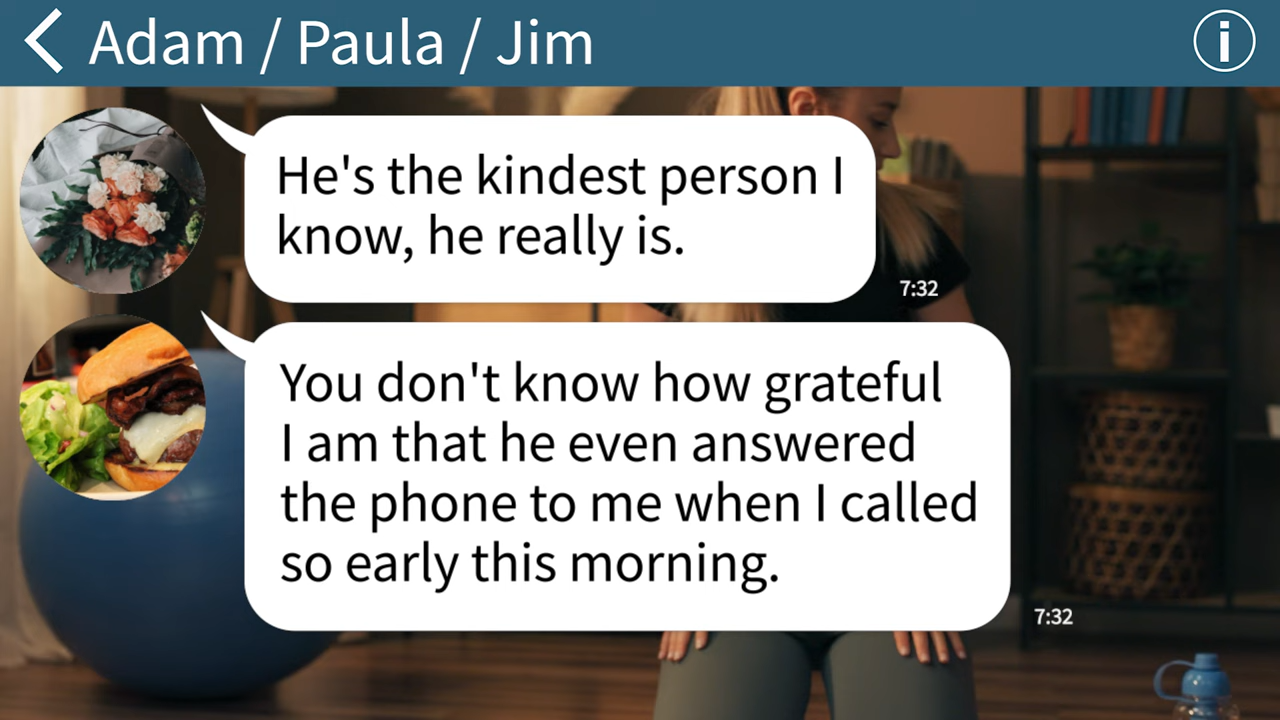 Adam / Paula / Jim
He's the kindest person I
know, he really is.
7:32
You don't know how grateful
I am that he even answered
the phone to me when I called
so early this morning.
7:32